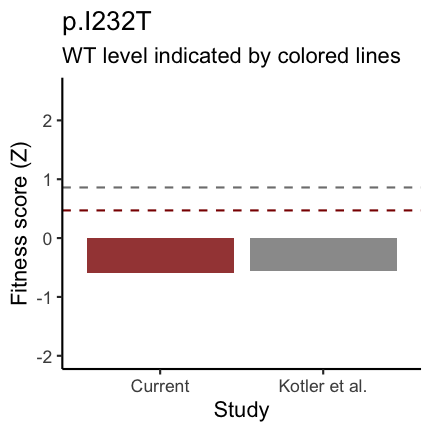 p.I232T
WT level indicated by colored lines
Fitness score (Z)
2
1
0
-1
-2
Current
Kotler et al.
Study